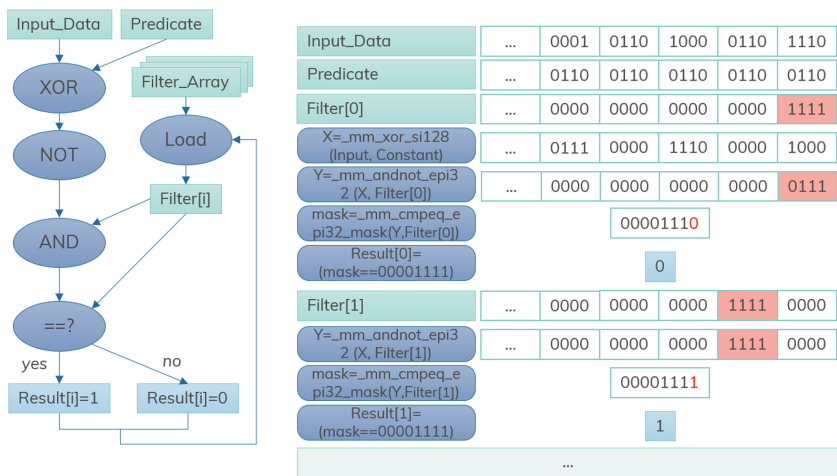 Input_Data
Predicate
XOR
Filter_Array
NOT
Load
Filter[i]
AND
==?
yes
no
Result[i]=1
Result[i]=0
Input_Data ... 0001 0110 1000 0110 1110
Predicate ... 0110 0110 0110 0110 0110
Filter[0] ... 0000 0000 0000 0000 1111
X=_mm_xor_si128
(Input, Constant)
... 0111 0000 1110 0000 1000
Y=_mm_andnot_epi3
2 (X, Filter[0])
... 0000 0000 0000 0000 0111
mask=_mm_cmpeq_e
pi32_mask(Y,Filter[0])
00001110
Result[0]=
(mask==00001111)
0
Filter[1] ... 0000 0000 0000 1111 0000
Y=_mm_andnot_epi3
2 (X, Filter[1])
... 0000 0000 0000 1111 0000
mask=_mm_cmpeq_e
pi32_mask(Y,Filter[1])
00001111
Result[1]=
(mask==00001111)
1
...